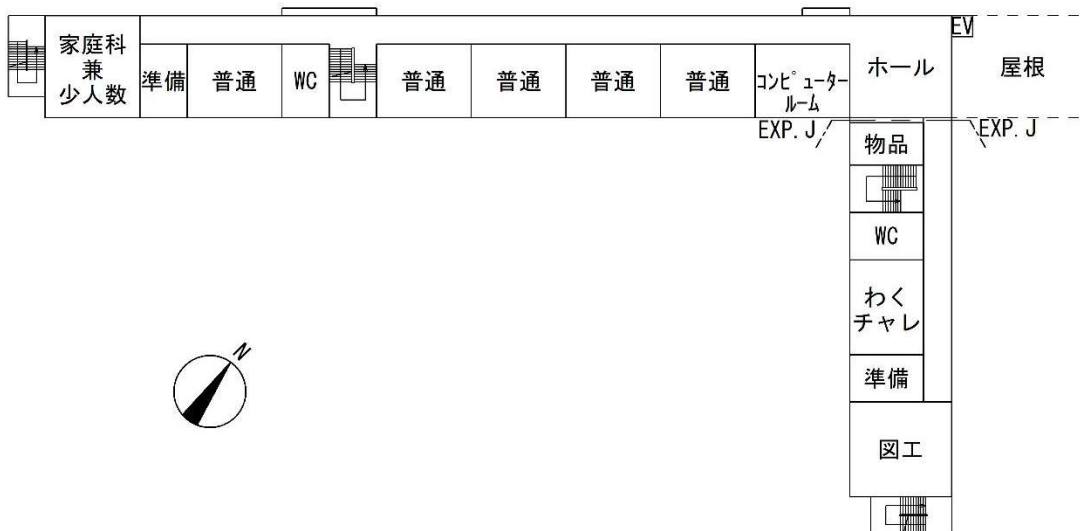 家庭科
兼
少人数
準備
普通
WC
普通
普通
普通
普通
コンピューター
ルーム
ホール
EV
屋根
EXP.J
EXP.J
物品
WC
わく
チャレ
準備
図工
N